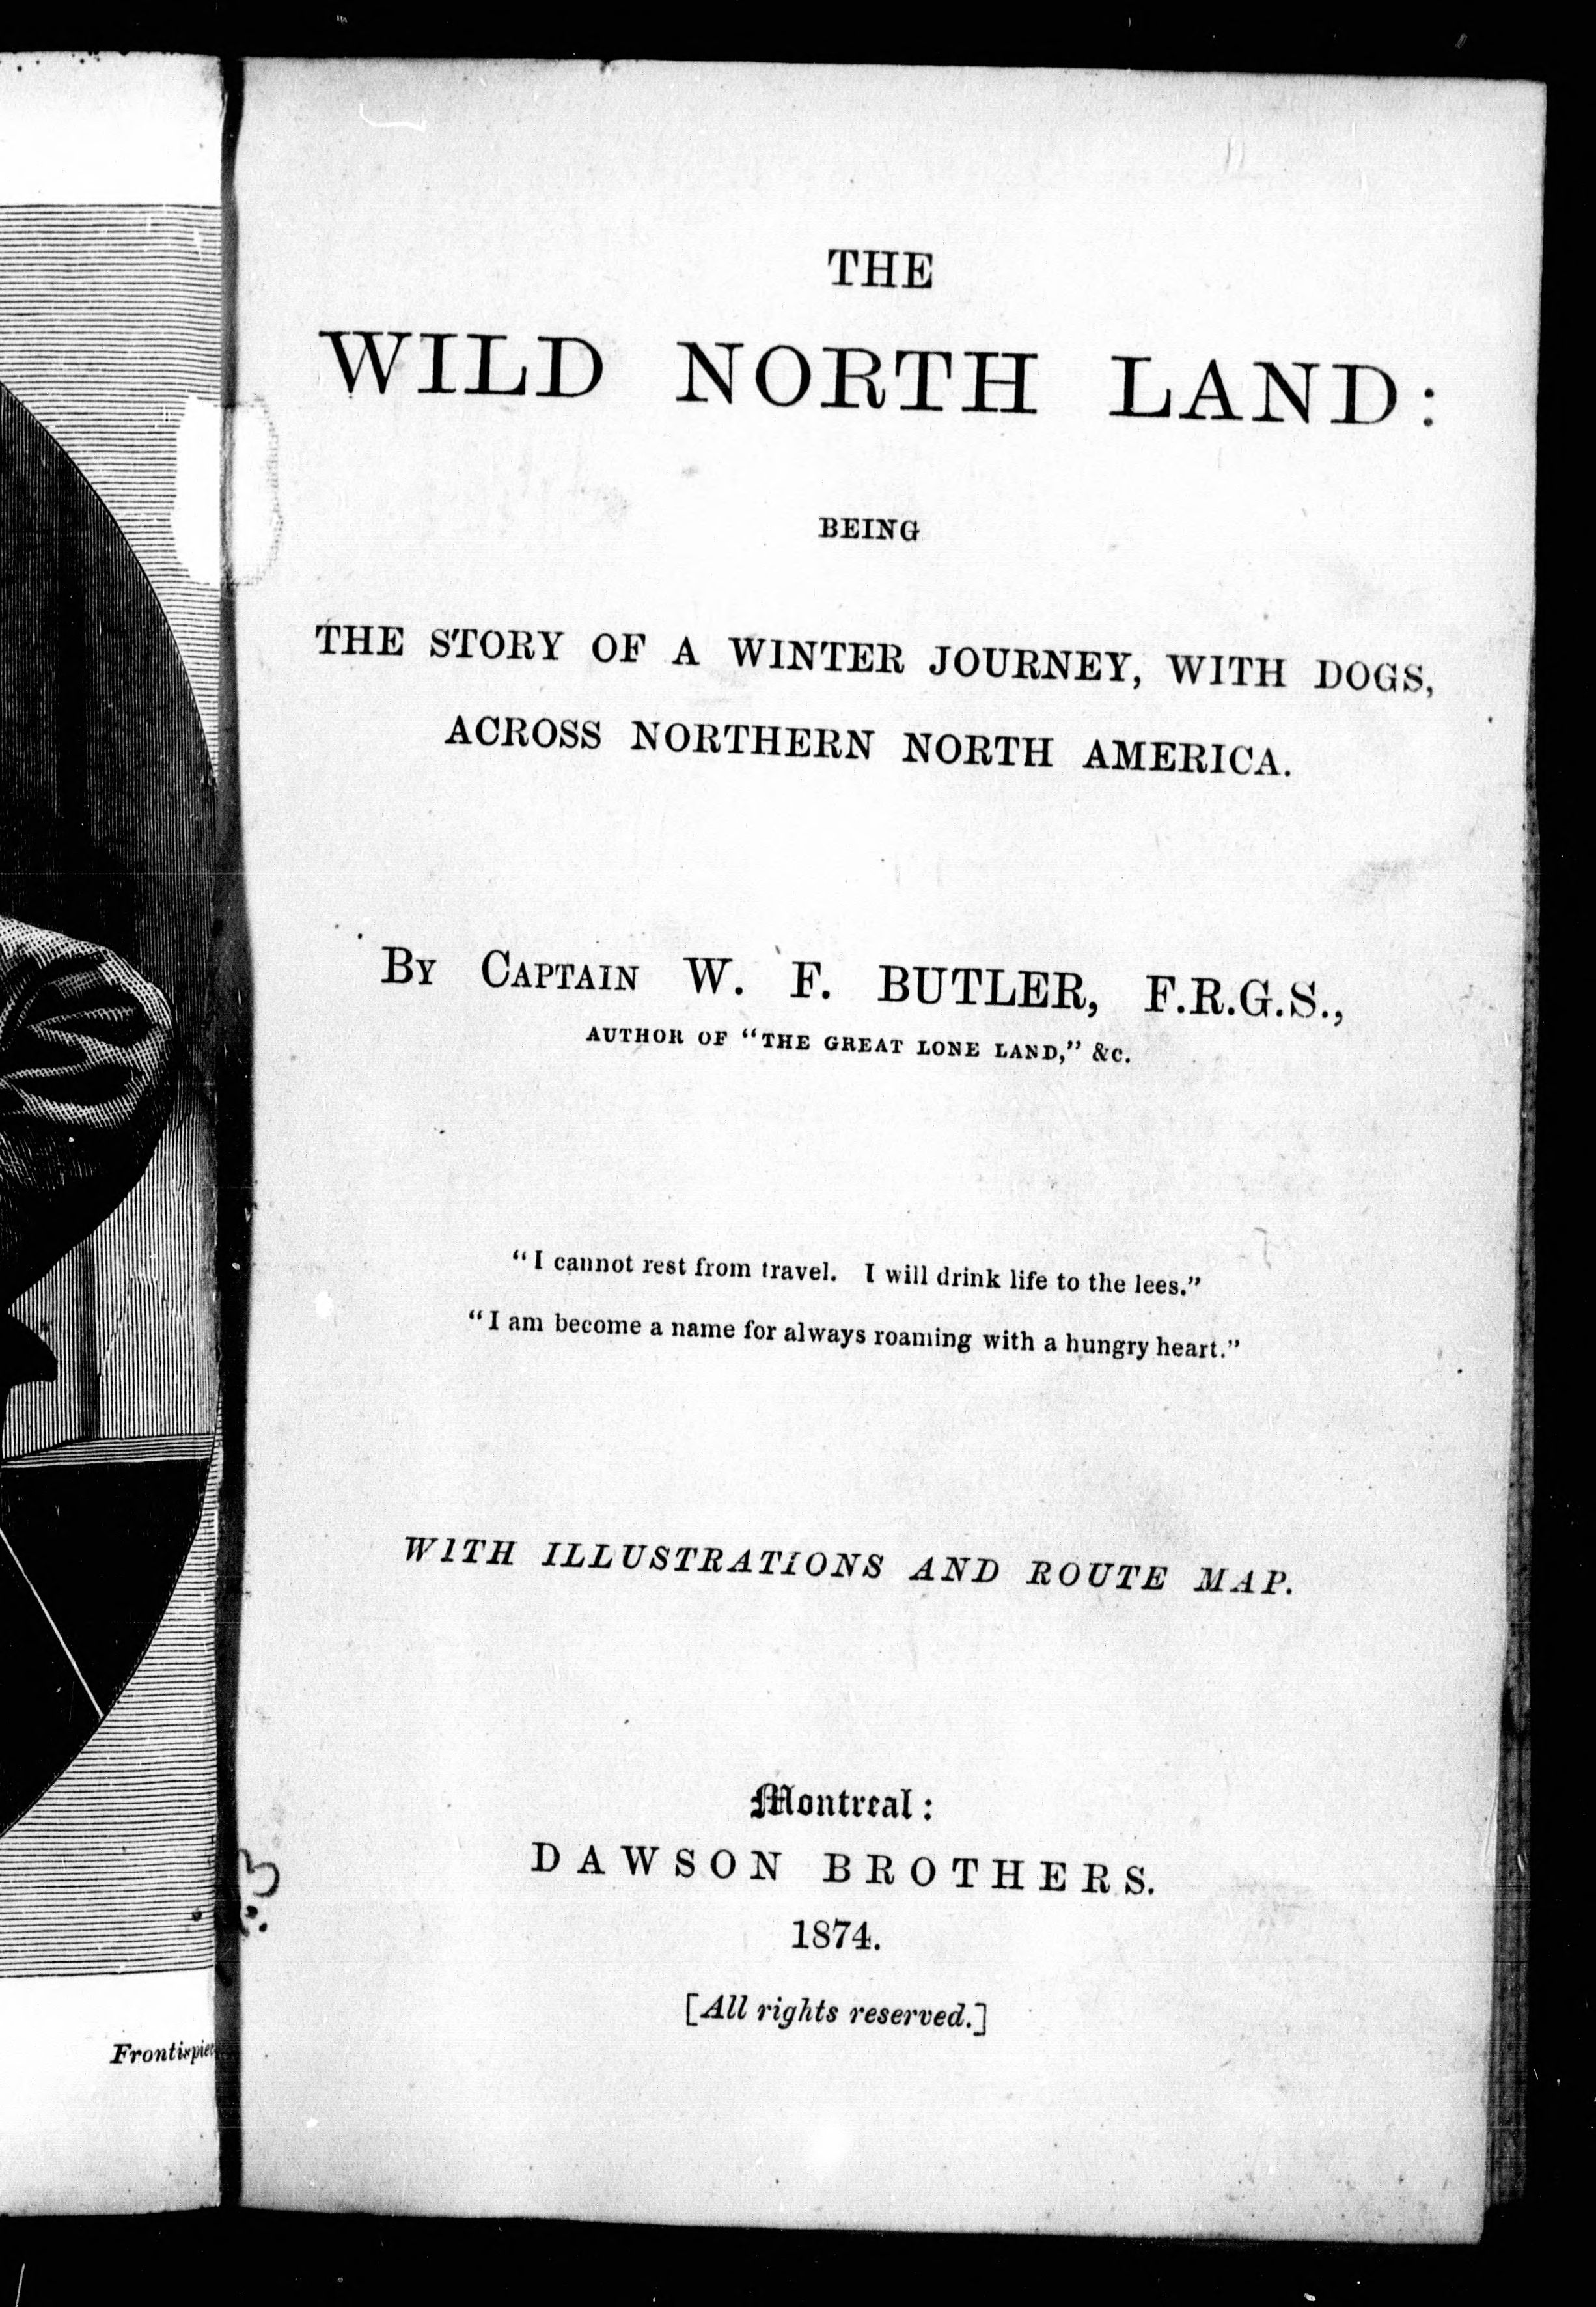 THE
WILD NORTH LAND:
BEING
THE STORY OF A WINTER JOURNEY, WITH DOGS,
ACROSS NORTHERN NORTH AMERICA.
BY CAPTAIN W. F. BUTLER, F.R.G.S.,
AUTHOR OF "THE GREAT LONE LAND," &c.
"I cannot rest from travel. I will drink life to the lees."
"I am become a name for always roaming with a hungry heart."
WITH ILLUSTRATIONS AND ROUTE MAP.
Montreal:
DAWSON BROTHERS.
1874.
[All rights reserved.]